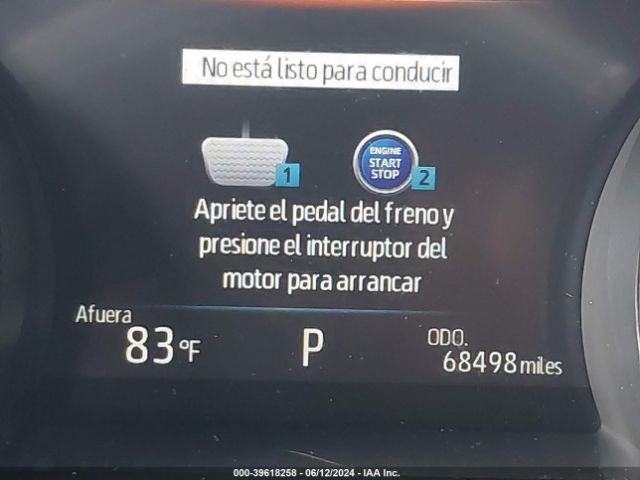 No está listo para conducir
ENGINE
START
STOP
1
2
Apriete el pedal del freno y
presione el interruptor del
motor para arrancar
Afuera
83°F
P
ODO.
68498 miles
000-39618258 - 06/12/2024 - IAA Inc.